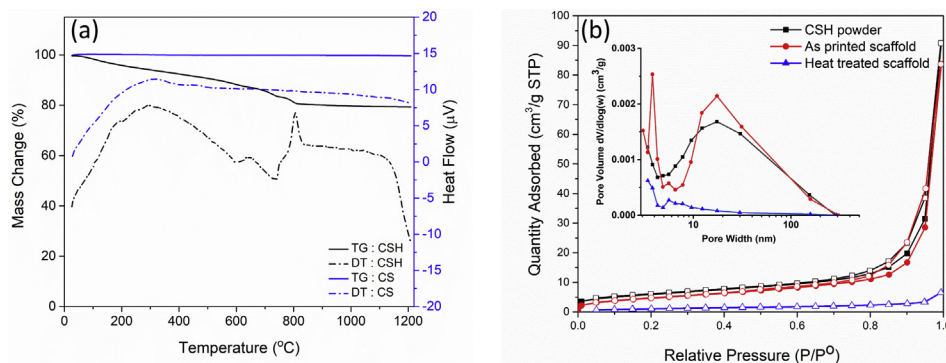 (a)
Mass Change (%)
100
80
60
40
20
0
0
200
400
600
800
1000
1200
Temperature (°C)
20
15
10
5
0
-5
-10
-15
-20
Heat Flow (μV)
TG : CSH
DT : CSH
TG : CS
DT : CS
(b)
Quantity Adsorbed (cm³/g STP)
100
90
80
70
60
50
40
30
20
10
0
0.0
0.2
0.4
0.6
0.8
1.0
Relative Pressure (P/P⁰)
CSH powder
As printed scaffold
Heat treated scaffold
Pore Volume dV/dlog(w) (cm³/g)
0.003
0.002
0.001
0.000
10
100
Pore Width (nm)